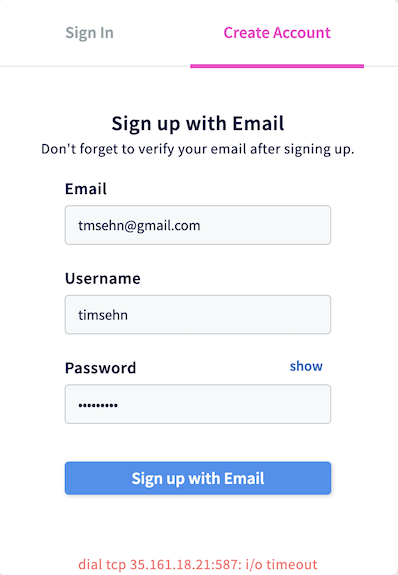 Sign In
Create Account
Sign up with Email
Don't forget to verify your email after signing up.
Email
tmsehn@gmail.com
Username
timsehn
Password
show
•••••••••
Sign up with Email
dial tcp 35.161.18.21:587: i/o timeout